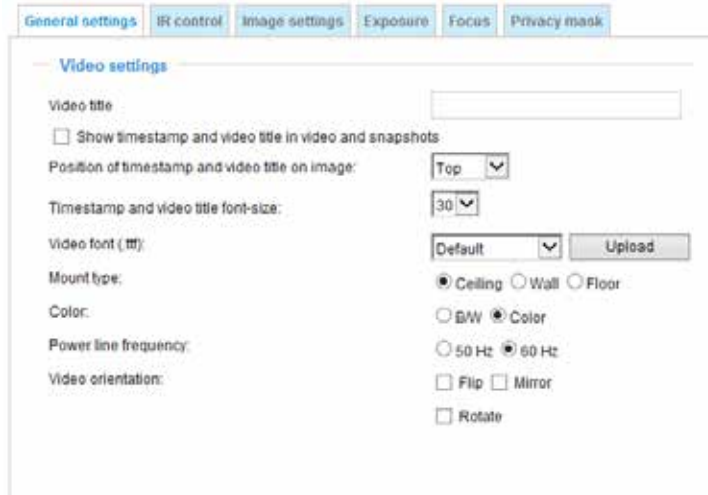 General settings IR control Image settings Exposure Focus Privacy mask
Video settings
Video title
Show timestamp and video title in video and snapshots
Position of timestamp and video title on image: Top
Timestamp and video title font-size: 30
Video font (.ttf): Default Upload
Mount type: Ceiling Wall Floor
Color: B/W Color
Power line frequency: 50 Hz 60 Hz
Video orientation: Flip Mirror
Rotate